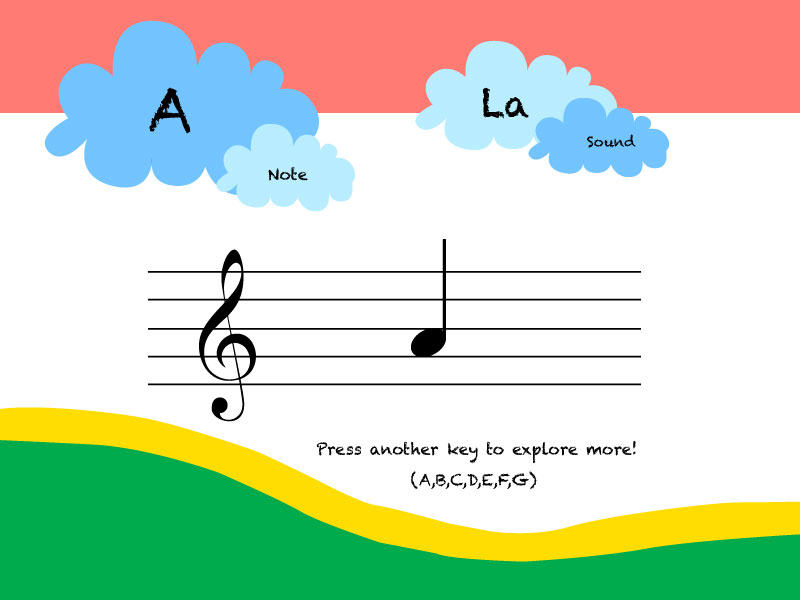 A
Note
La
Sound
Press another key to explore more!
(A,B,C,D,E,F,G)